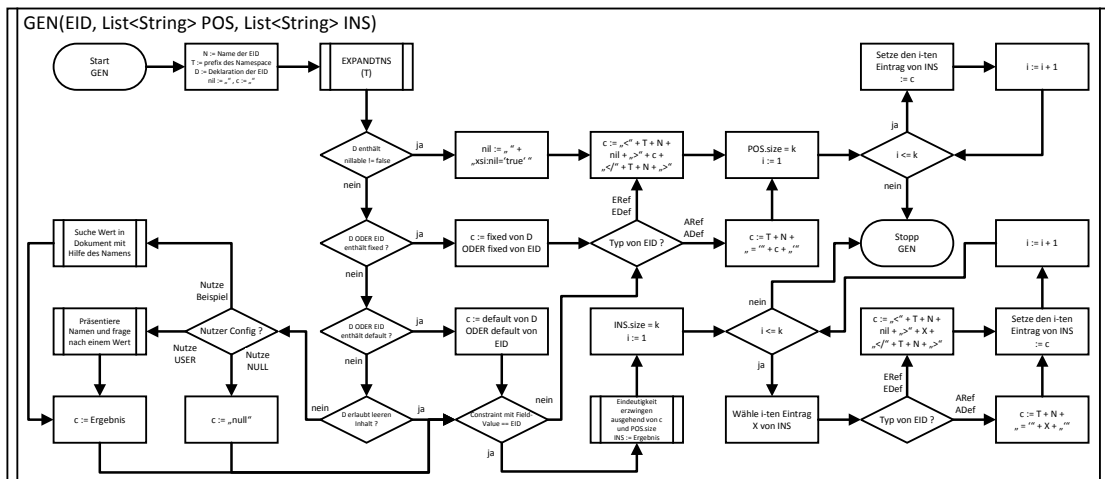 GEN(EID, List<String> POS, List<String> INS)
Start
GEN
N := Name der EID
T := prefix des Namespace
D := Deklaration der EID
nil := „“ , c := „“
EXPANDTNS
(T)
Setze den i-ten
Eintrag von INS
:= c
i := i + 1
D enthält
nillable != false
ja
nein
nil := „ “ +
„xsi:nil=‘true‘ “
c := „<“ + T + N +
nil + „>“ + c +
„</“ + T + N + „>“
POS.size = k
i := 1
ja
i <= k
nein
Suche Wert in
Dokument mit
Hilfe des Namens
D ODER EID
enthält fixed ?
ja
nein
c := fixed von D
ODER fixed von EID
ERef
EDef
Typ von EID ?
ARef
ADef
c := T + N +
„ = ‘“ + c + „‘“
Stopp
GEN
i := i + 1
Nutze
Beispiel
Präsentiere
Namen und frage
nach einem Wert
Nutzer Config ?
Nutze
USER
Nutze
NULL
D ODER EID
enthält default ?
ja
nein
c := default von D
ODER default von
EID
INS.size = k
i := 1
nein
i <= k
ja
c := „<“ + T + N +
nil + „>“ + X +
„</“ + T + N + „>“
Setze den i-ten
Eintrag von INS
:= c
c := Ergebnis
c := „null“
nein
D erlaubt leeren
Inhalt ?
ja
Constraint mit Field-
Value == EID
nein
ja
Eindeutigkeit
erzwingen
ausgehend von c
und POS.size
INS := Ergebnis
Wähle i-ten Eintrag
X von INS
ERef
EDef
Typ von EID ?
ARef
ADef
c := T + N +
„ = ‘“ + X + „‘“